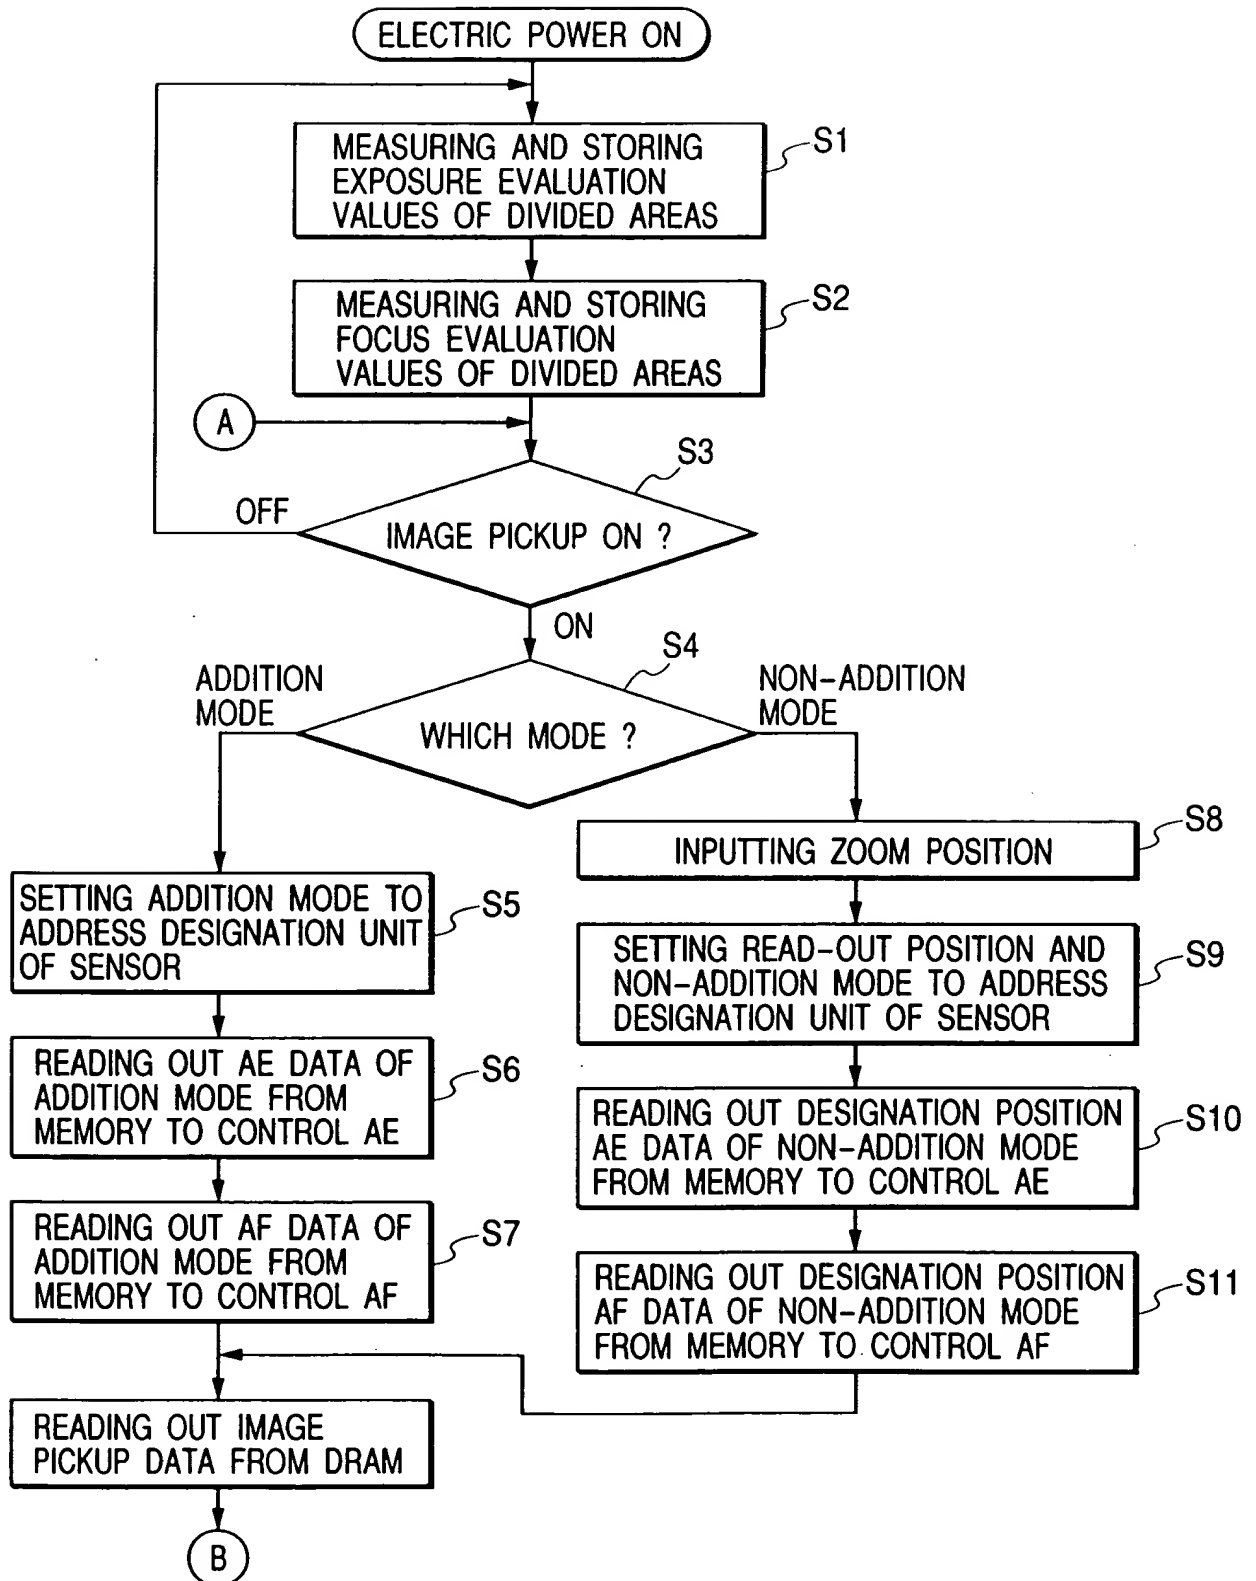 ELECTRIC POWER ON
MEASURING AND STORING
EXPOSURE EVALUATION
VALUES OF DIVIDED AREAS
S1
MEASURING AND STORING
FOCUS EVALUATION
VALUES OF DIVIDED AREAS
S2
A
S3
OFF
IMAGE PICKUP ON ?
ON
S4
ADDITION
MODE
WHICH MODE ?
NON-ADDITION
MODE
SETTING ADDITION MODE TO
ADDRESS DESIGNATION UNIT
OF SENSOR
S5
READING OUT AE DATA OF
ADDITION MODE FROM
MEMORY TO CONTROL AE
S6
READING OUT AF DATA OF
ADDITION MODE FROM
MEMORY TO CONTROL AF
S7
INPUTTING ZOOM POSITION
S8
SETTING READ-OUT POSITION AND
NON-ADDITION MODE TO ADDRESS
DESIGNATION UNIT OF SENSOR
S9
READING OUT DESIGNATION POSITION
AE DATA OF NON-ADDITION MODE
FROM MEMORY TO CONTROL AE
S10
READING OUT DESIGNATION POSITION
AF DATA OF NON-ADDITION MODE
FROM MEMORY TO CONTROL AF
S11
READING OUT IMAGE
PICKUP DATA FROM DRAM
B